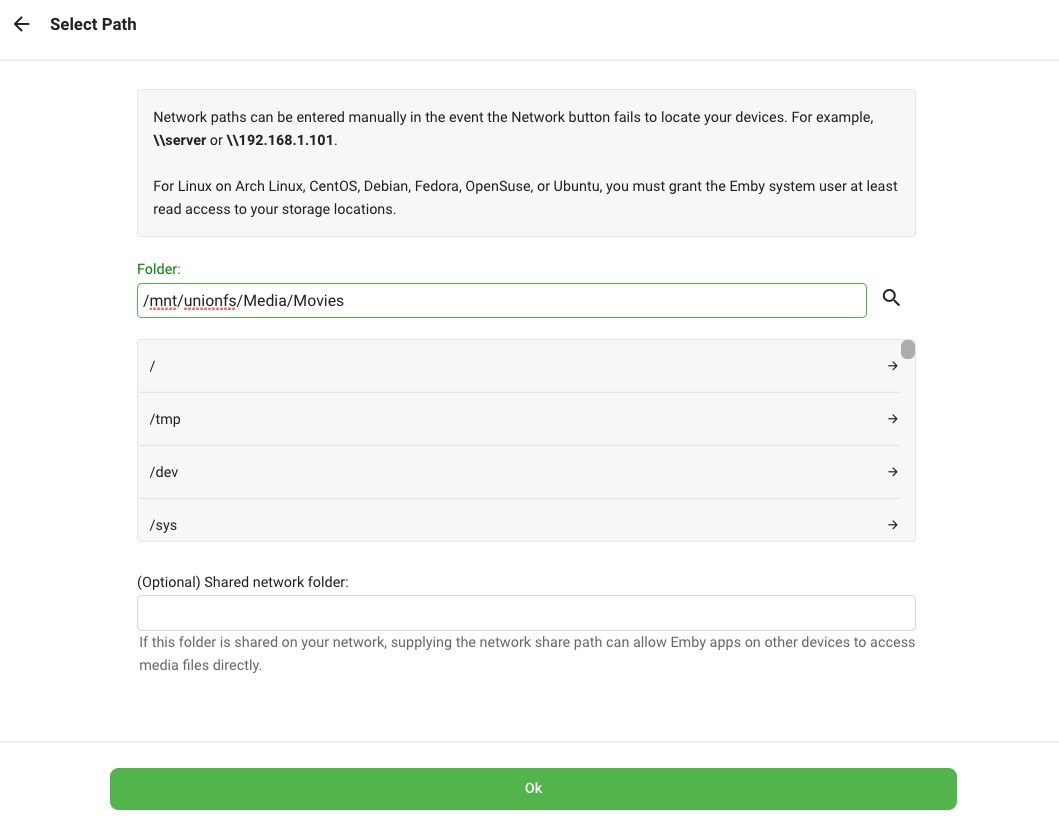 Select Path
Network paths can be entered manually in the event the Network button fails to locate your devices. For example,
\\server or \\192.168.1.101.
For Linux on Arch Linux, CentOS, Debian, Fedora, OpenSuse, or Ubuntu, you must grant the Emby system user at least
read access to your storage locations.
Folder:
/mnt/unionfs/Media/Movies
/
/tmp
/dev
/sys
(Optional) Shared network folder:
If this folder is shared on your network, supplying the network share path can allow Emby apps on other devices to access
media files directly.
Ok